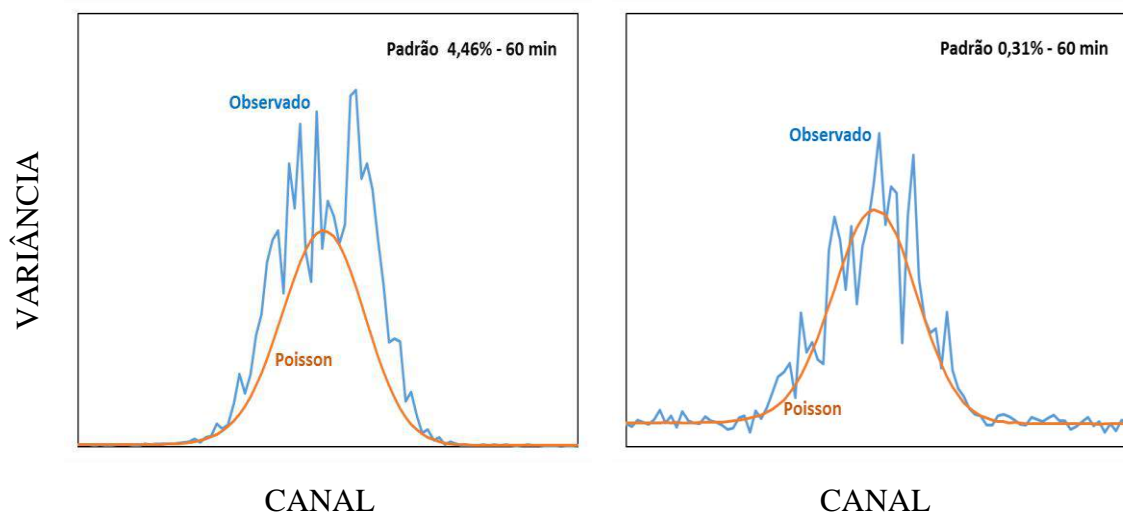 Padrão 4,46% - 60 min
Observado
Poisson
Padrão 0,31% - 60 min
Observado
Poisson
VARIÂNCIA
CANAL
CANAL